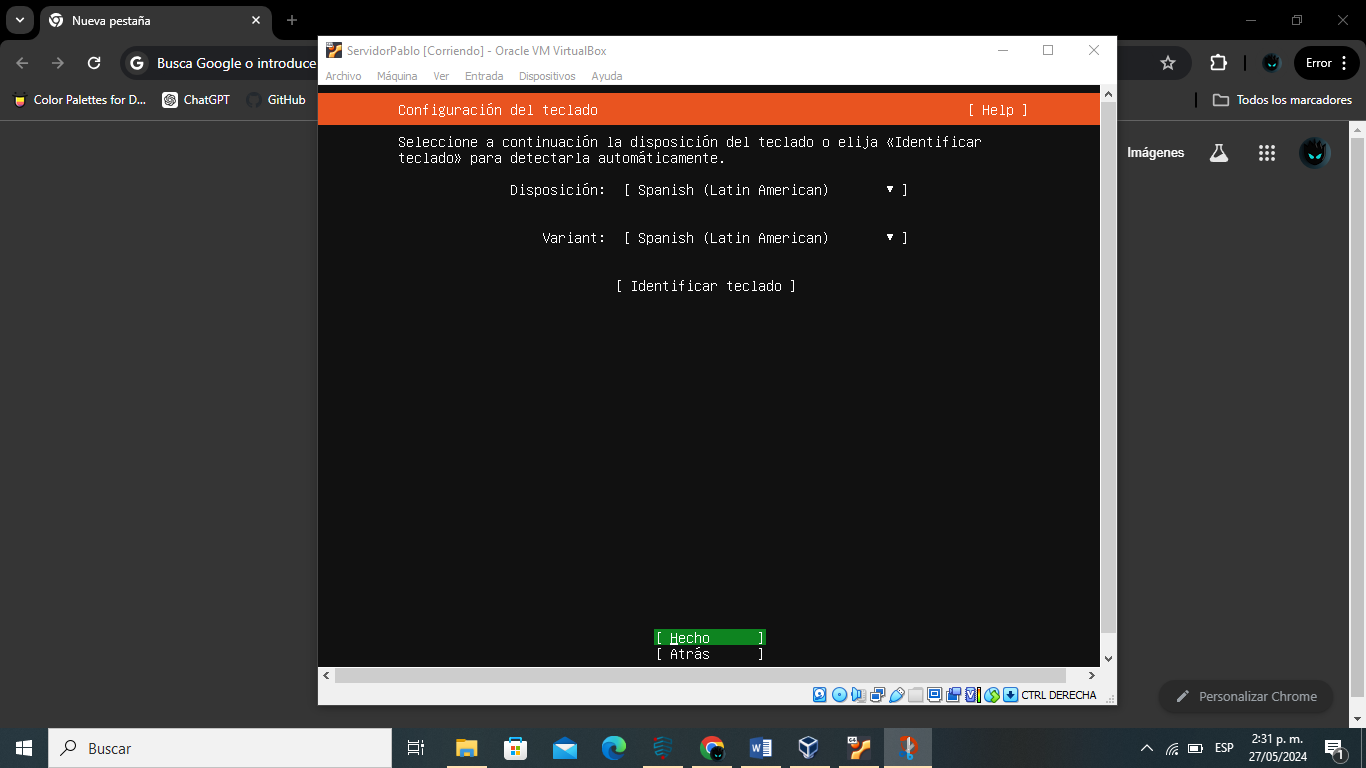 Nueva pestaña
ServidorPablo [Corriendo] - Oracle VM VirtualBox
Busca Google o introduce
Error
Archivo Máquina Ver Entrada Dispositivos Ayuda
Color Palettes for D... ChatGPT GitHub
Todos los marcadores
Configuración del teclado [ Help ]
Seleccione a continuación la disposición del teclado o elija «Identificar
teclado» para detectarla automáticamente.
Imágenes
Disposición: [ Spanish (Latin American) ▾ ]
Variant: [ Spanish (Latin American) ▾ ]
[ Identificar teclado ]
[ Hecho ]
[ Atrás ]
CTRL DERECHA
Personalizar Chrome
Buscar
ESP
2:31 p. m.
27/05/2024
1